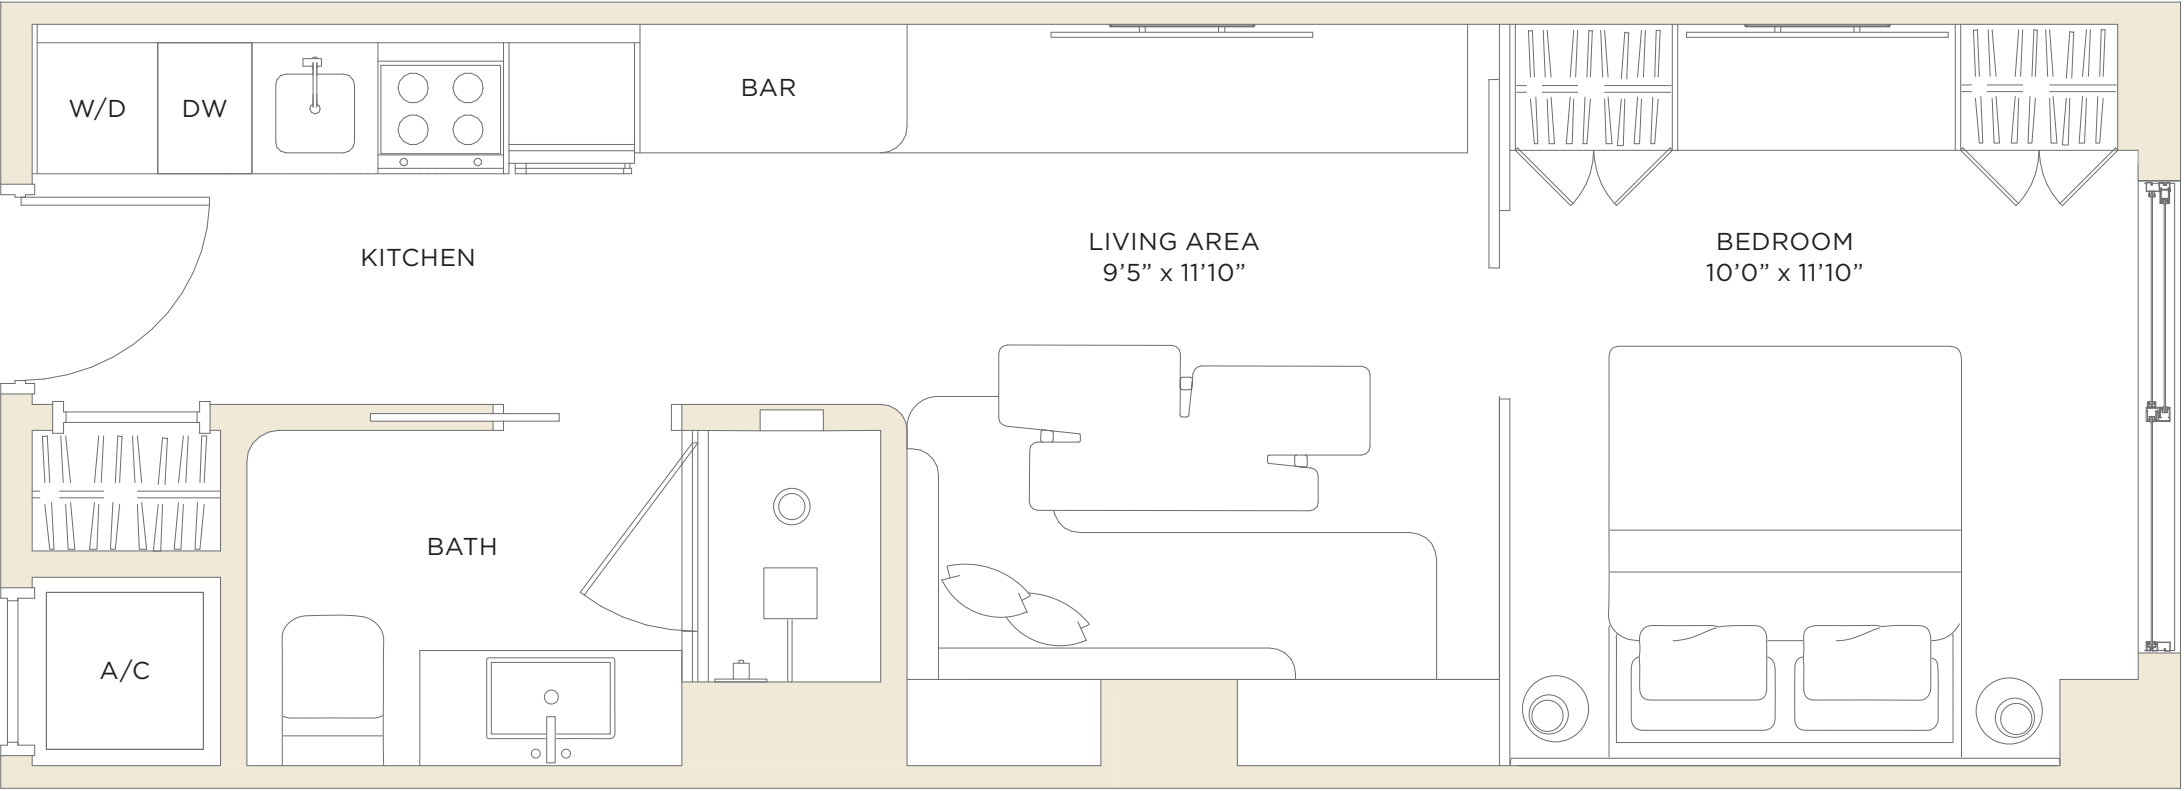 W/D
DW
BAR
KITCHEN
LIVING AREA
9’5” x 11’10”
BEDROOM
10’0” x 11’10”
BATH
A/C